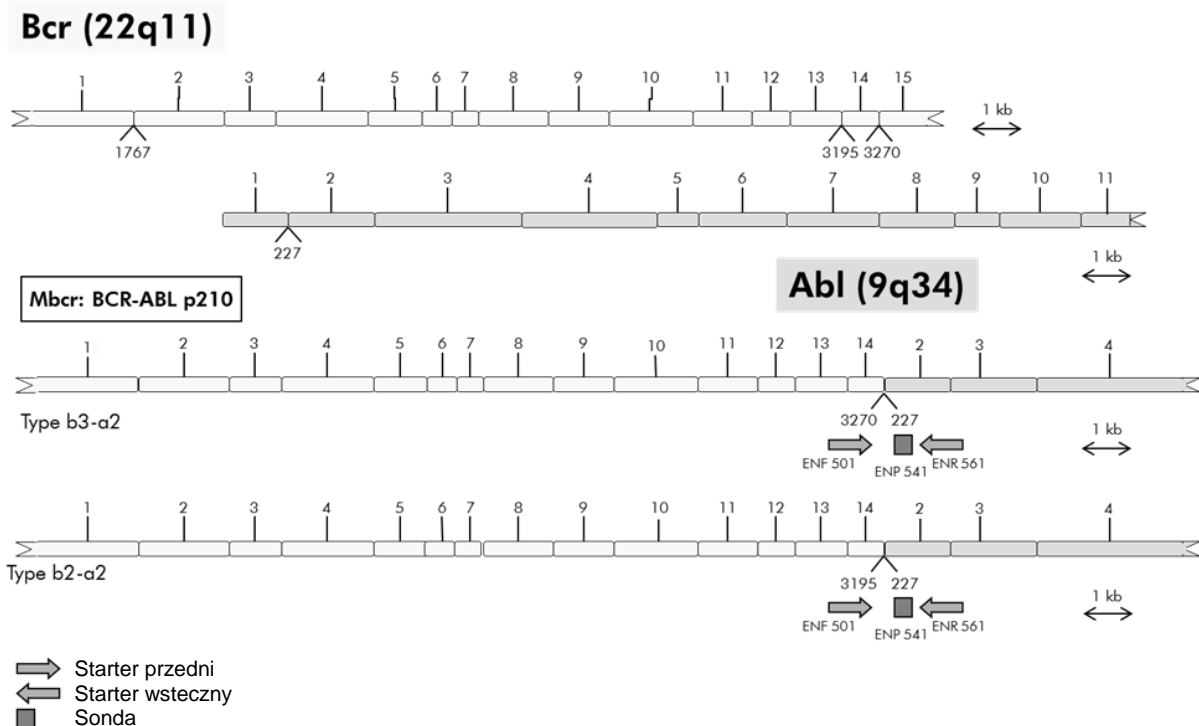 Bcr (22q11)
1 2 3 4 5 6 7 8 9 10 11 12 13 14 15
1 kb
1767 3195 3270
1 2 3 4 5 6 7 8 9 10 11
227
1 kb
Mbcr: BCR-ABL p210
Abl (9q34)
1 2 3 4 5 6 7 8 9 10 11 12 13 14 2 3 4
Type b3-a2
3270 227
1 kb
ENF 501 ENP 541 ENR 561
1 2 3 4 5 6 7 8 9 10 11 12 13 14 2 3 4
Type b2-a2
3195 227
1 kb
ENF 501 ENP 541 ENR 561
Starter przedni
Starter wsteczny
Sonda